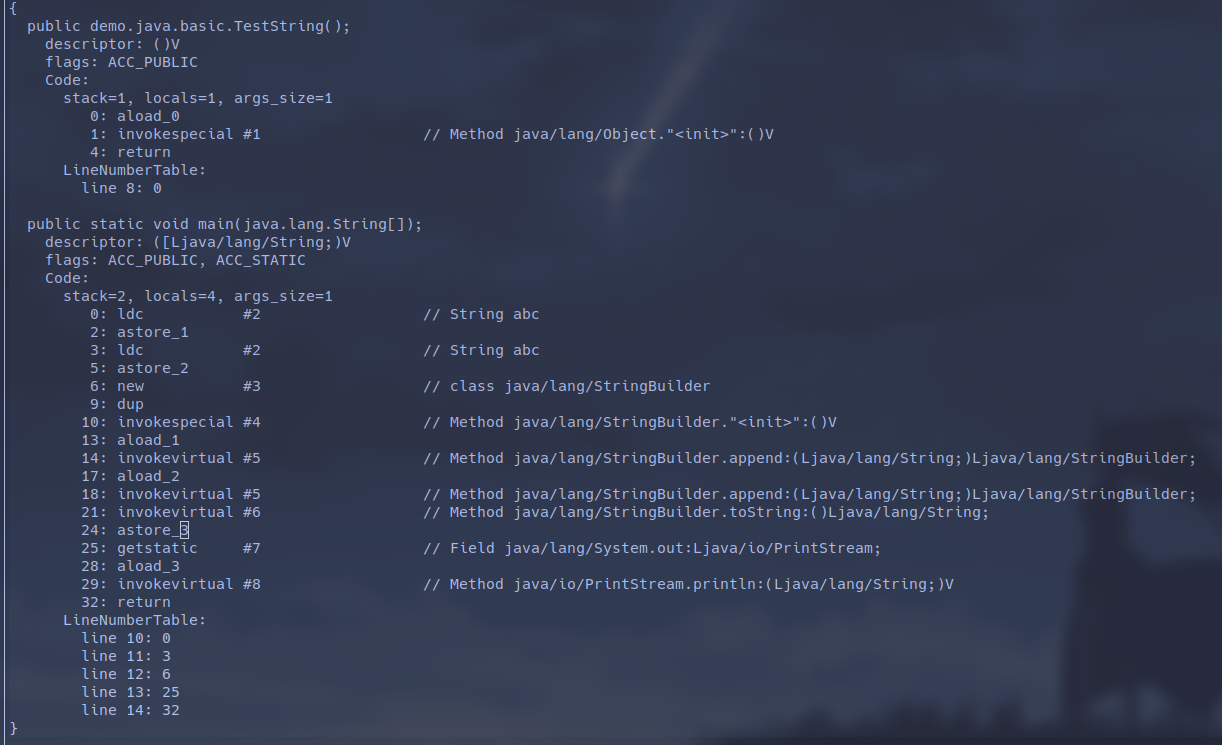 {
  public demo.java.basic.TestString();
    descriptor: ()V
    flags: ACC_PUBLIC
    Code:
      stack=1, locals=1, args_size=1
         0: aload_0
         1: invokespecial #1                  // Method java/lang/Object."<init>":()V
         4: return
      LineNumberTable:
        line 8: 0

  public static void main(java.lang.String[]);
    descriptor: ([Ljava/lang/String;)V
    flags: ACC_PUBLIC, ACC_STATIC
    Code:
      stack=2, locals=4, args_size=1
         0: ldc           #2                  // String abc
         2: astore_1
         3: ldc           #2                  // String abc
         5: astore_2
         6: new           #3                  // class java/lang/StringBuilder
         9: dup
        10: invokespecial #4                  // Method java/lang/StringBuilder."<init>":()V
        13: aload_1
        14: invokevirtual #5                  // Method java/lang/StringBuilder.append:(Ljava/lang/String;)Ljava/lang/StringBuilder;
        17: aload_2
        18: invokevirtual #5                  // Method java/lang/StringBuilder.append:(Ljava/lang/String;)Ljava/lang/StringBuilder;
        21: invokevirtual #6                  // Method java/lang/StringBuilder.toString:()Ljava/lang/String;
        24: astore_3
        25: getstatic     #7                  // Field java/lang/System.out:Ljava/io/PrintStream;
        28: aload_3
        29: invokevirtual #8                  // Method java/io/PrintStream.println:(Ljava/lang/String;)V
        32: return
      LineNumberTable:
        line 10: 0
        line 11: 3
        line 12: 6
        line 13: 25
        line 14: 32
}